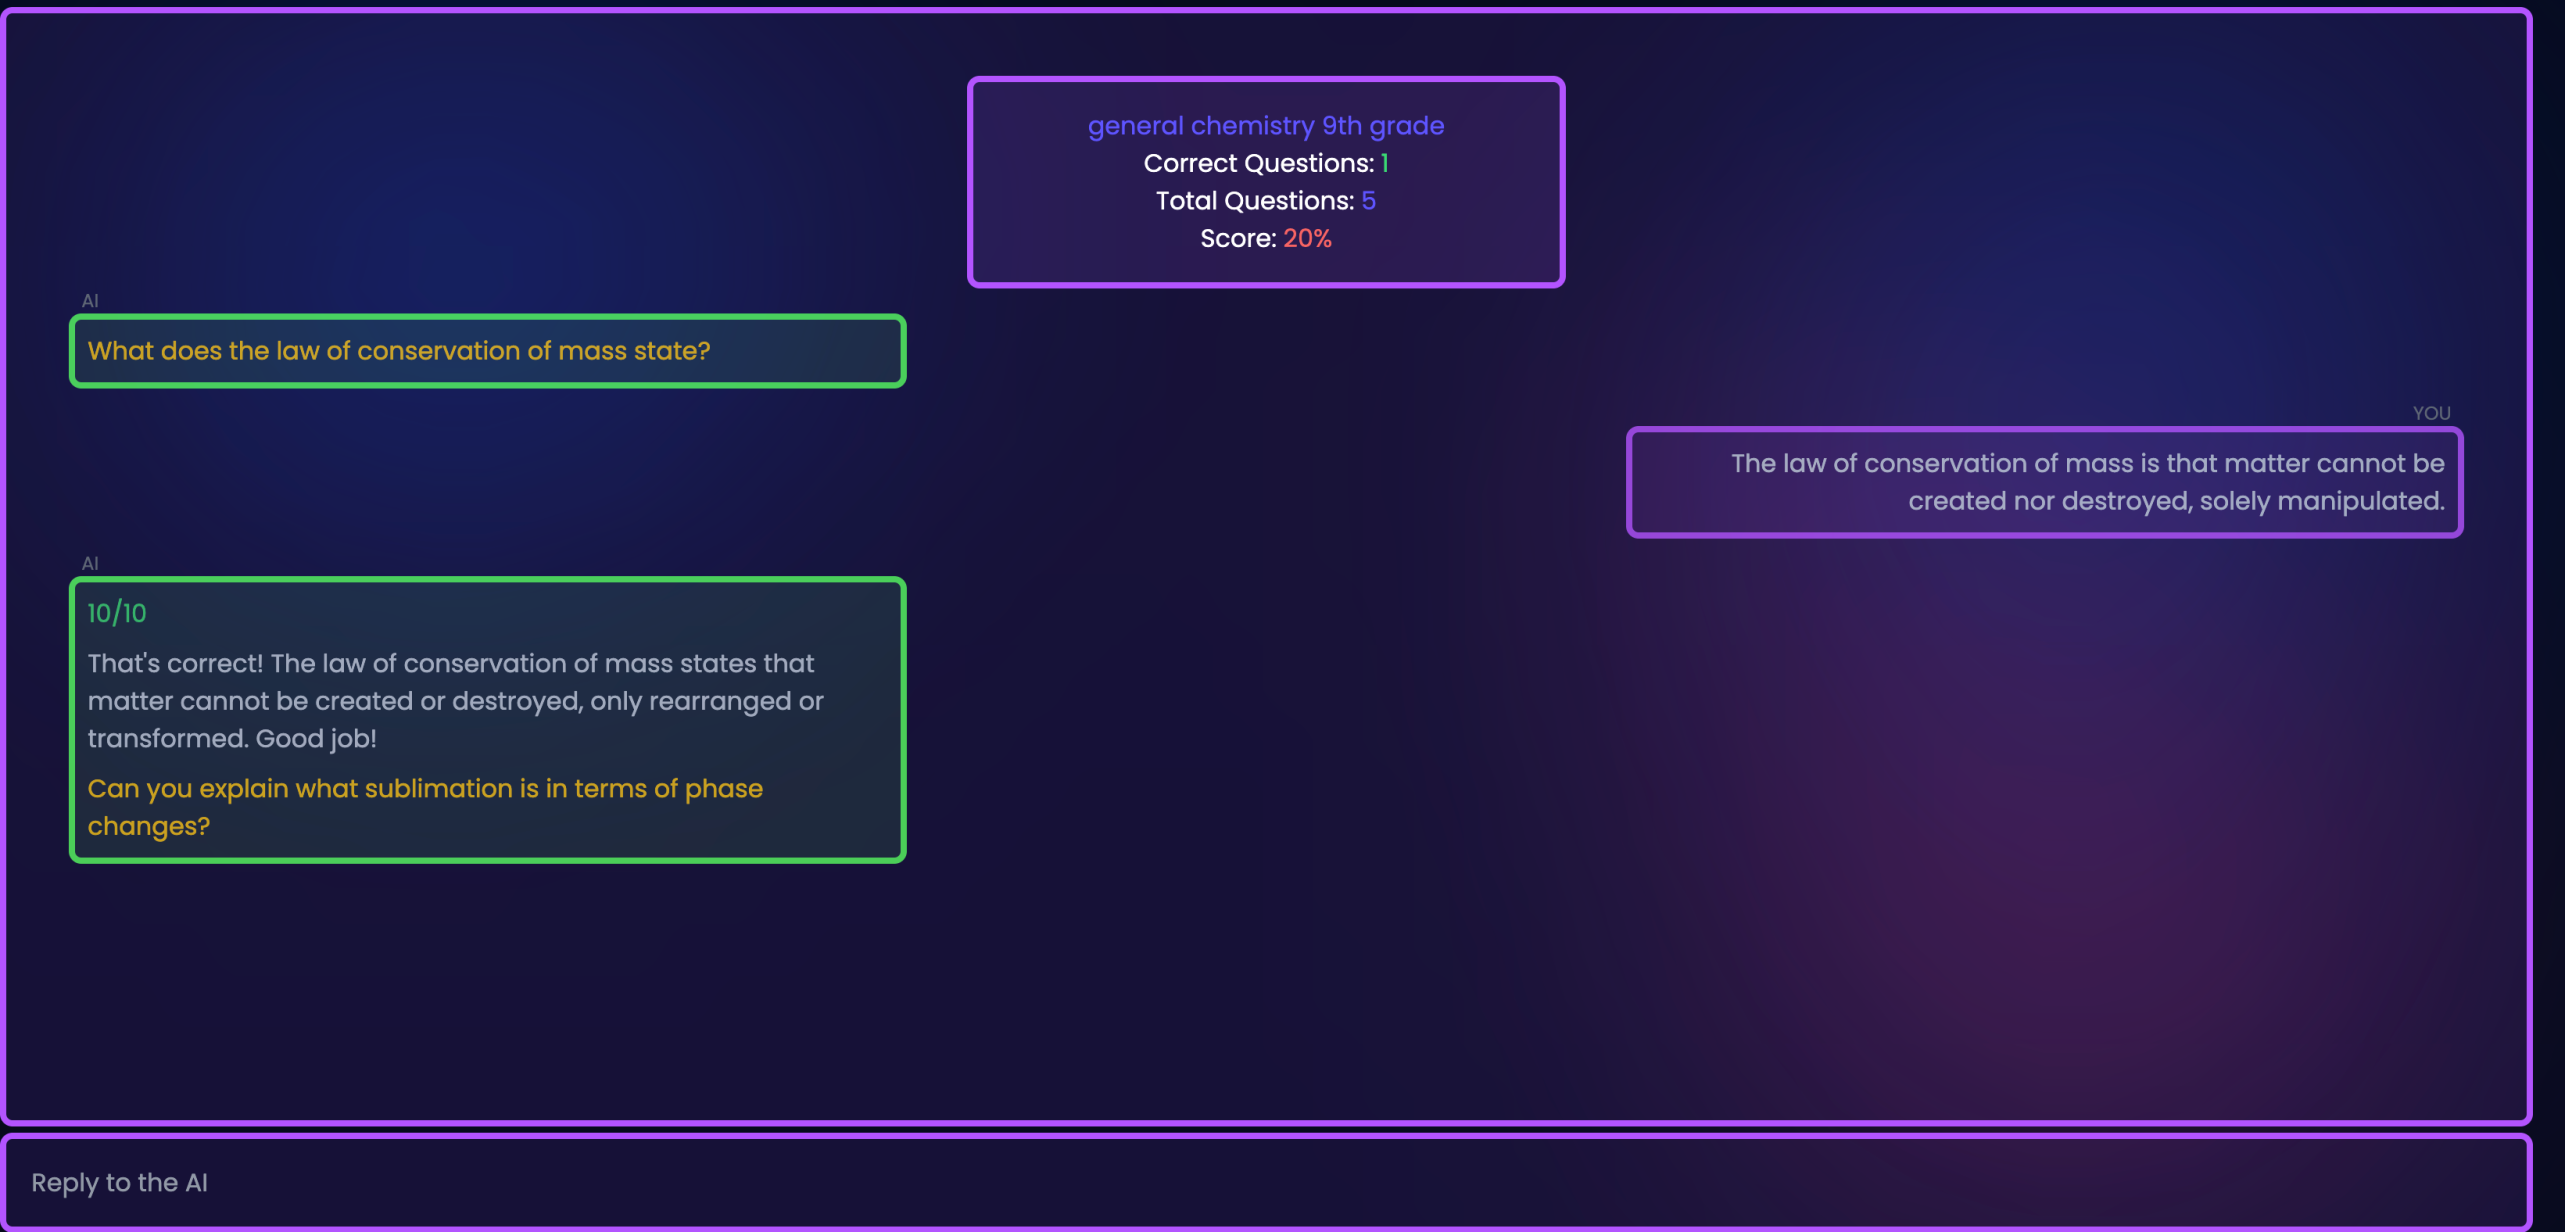 general chemistry 9th grade
Correct Questions: 1
Total Questions: 5
Score: 20%
AI
What does the law of conservation of mass state?
YOU
The law of conservation of mass is that matter cannot be
created nor destroyed, solely manipulated.
AI
10/10
That's correct! The law of conservation of mass states that
matter cannot be created or destroyed, only rearranged or
transformed. Good job!
Can you explain what sublimation is in terms of phase
changes?
Reply to the AI